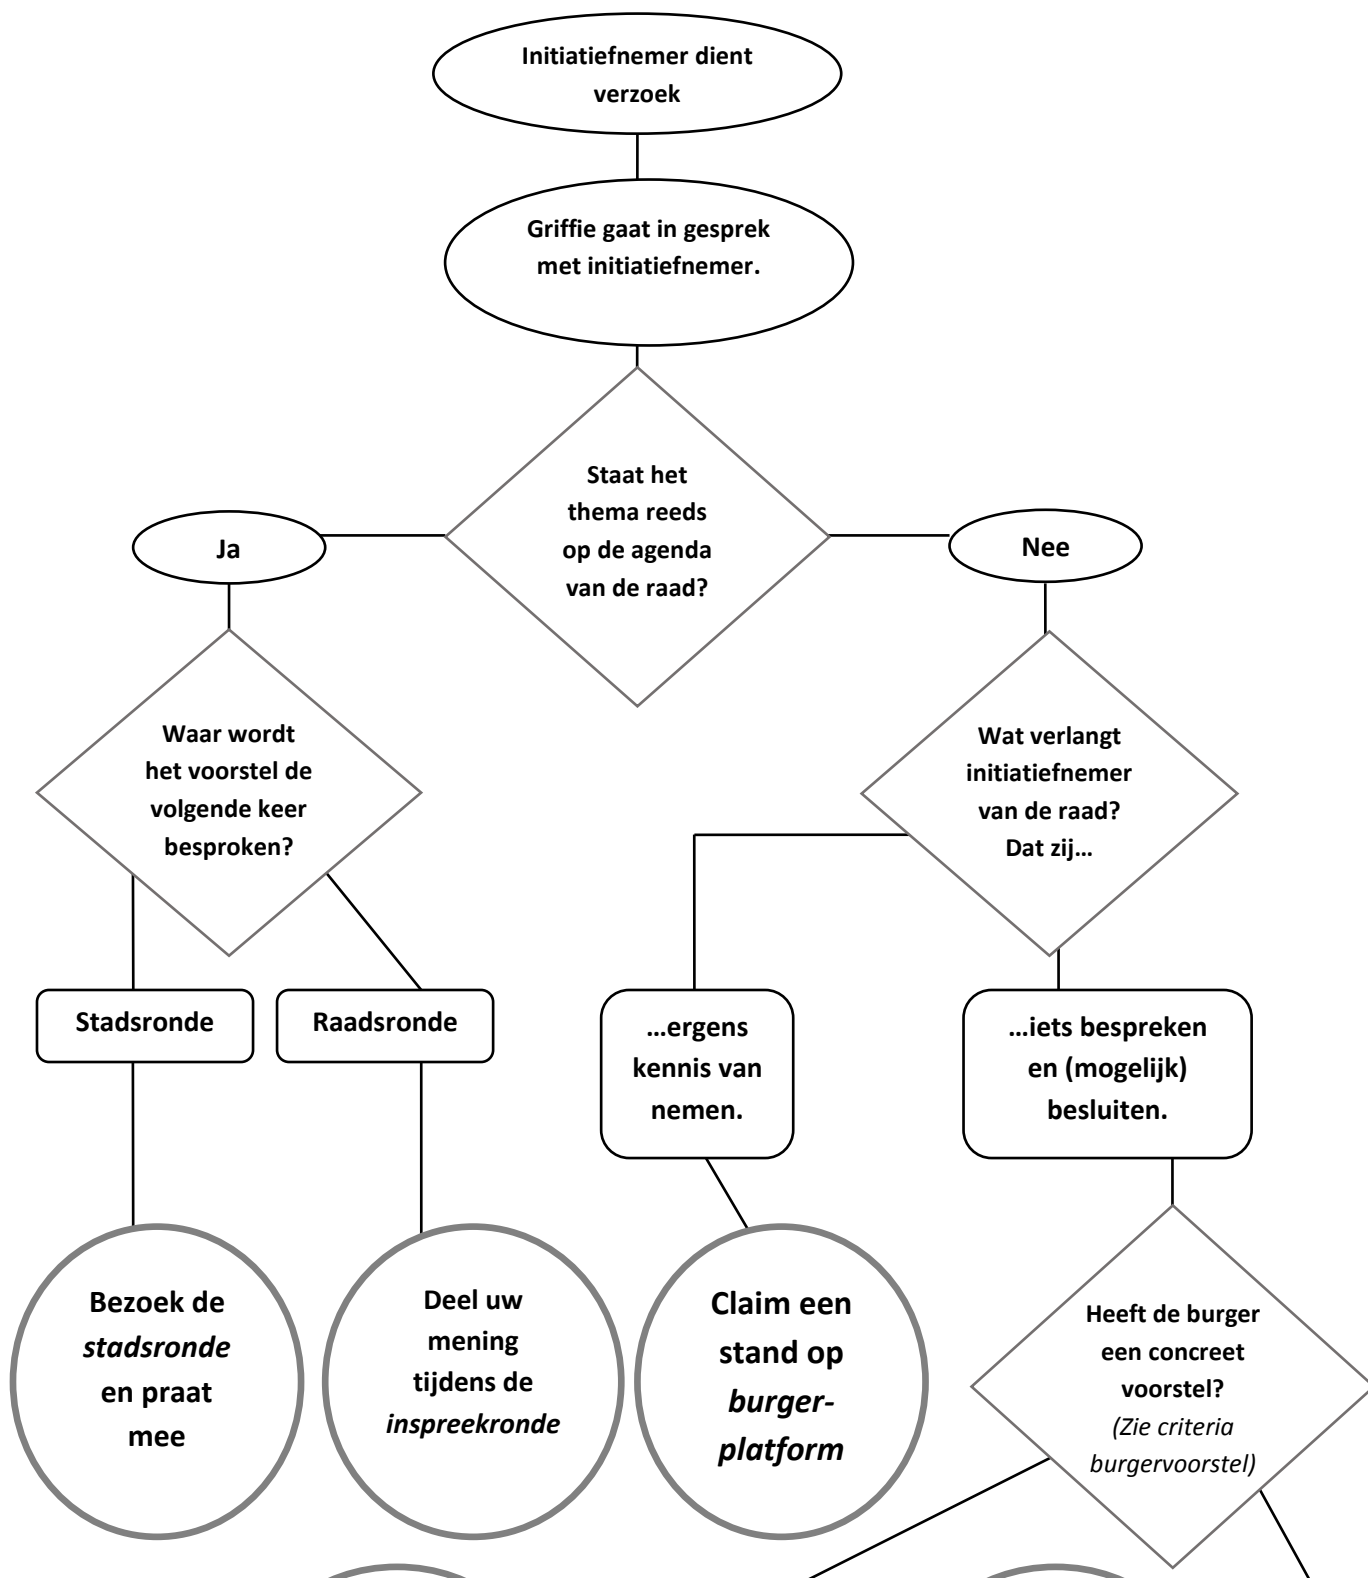 Initiatiefnemer dient
verzoek
Griffie gaat in gesprek
met initiatiefnemer.
Staat het
thema reeds
op de agenda
van de raad?
Ja
Nee
Waar wordt
het voorstel de
volgende keer
besproken?
Wat verlangt
initiatiefnemer
van de raad?
Dat zij…
Stadsronde
Raadsronde
…ergens
kennis van
nemen.
…iets bespreken
en (mogelijk)
besluiten.
Bezoek de
stadsronde
en praat
mee
Deel uw
mening
tijdens de
inspreekronde
Claim een
stand op
burger-
platform
Heeft de burger
een concreet
voorstel?
(Zie criteria
burgervoorstel)